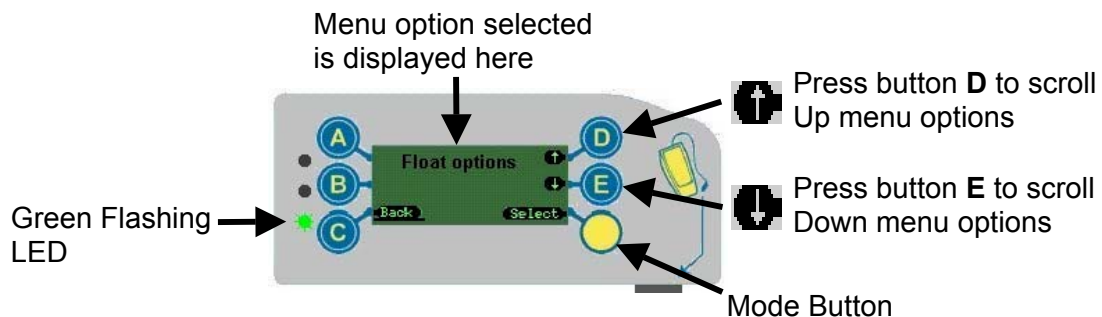 Menu option selected
is displayed here
Press button D to scroll
Up menu options
A
D
Float options
B
E
Press button E to scroll
Down menu options
Back
Select
Green Flashing
LED
C
Mode Button